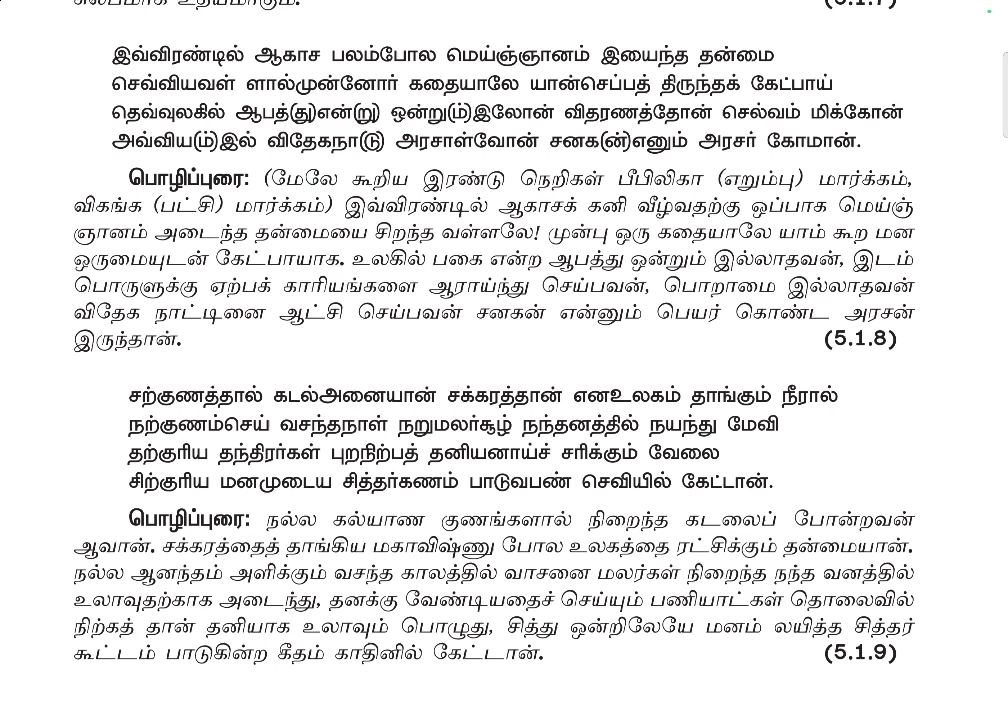 சுலபமாக உதயமாகும். (5.1.7)
இவ்விரண்டில் ஆகாச பலம்போல மெய்ஞ்ஞானம் இயைந்த தன்மை
செவ்வியவள் ளால்முன்னோர் கதையாலே யான்செப்பத் திருந்தக் கேட்பாய்
தெவ்வுலகில் ஆபத்(து)என்(று) ஒன்று(ம்)இலோன் விதரணத்தோன் செல்வம் மிக்கோன்
அவ்விய(ம்)இல் விதேகநா(டு) அரசாள்வோன் சனக(ன்)எனும் அரசர் கோமான்.
பொழிப்புரை: (மேலே கூறிய இரண்டு நெறிகள் பீபிலிகா (எறும்பு) மார்க்கம்,
விகங்க (பட்சி) மார்க்கம்) இவ்விரண்டில் ஆகாசக் கனி வீழ்வதற்கு ஒப்பாக மெய்ஞ்
ஞானம் அடைந்த தன்மையை சிறந்த வள்ளலே! முன்பு ஒரு கதையாலே யாம் கூற மன
ஒருமையுடன் கேட்பாயாக. உலகில் பகை என்ற ஆபத்து ஒன்றும் இல்லாதவன், இடம்
பொருளுக்கு ஏற்பக் காரியங்களை ஆராய்ந்து செய்பவன், பொறாமை இல்லாதவன்
விதேக நாட்டினை ஆட்சி செய்பவன் சனகன் என்னும் பெயர் கொண்ட அரசன்
இருந்தான். (5.1.8)
சற்குணத்தால் கடல்அனையான் சக்கரத்தான் எனஉலகம் தாங்கும் நீரால்
நற்குணம்செய் வசந்தநாள் நறுமலர்சூழ் நந்தனத்தில் நயந்து மேவி
தற்குரிய தந்திரர்கள் புறநிற்பத் தனியனாய்ச் சரிக்கும் வேலை
சிற்குரிய மனமுடைய சித்தர்கணம் பாடுவபண் செவியில் கேட்டான்.
பொழிப்புரை: நல்ல கல்யாண குணங்களால் நிறைந்த கடலைப் போன்றவன்
ஆவான். சக்கரத்தைத் தாங்கிய மகாவிஷ்ணு போல உலகத்தை ரட்சிக்கும் தன்மையான்.
நல்ல ஆனந்தம் அளிக்கும் வசந்த காலத்தில் வாசனை மலர்கள் நிறைந்த நந்த வனத்தில்
உலாவுதற்காக அடைந்து, தனக்கு வேண்டியதைச் செய்யும் பணியாட்கள் தொலைவில்
நிற்கத் தான் தனியாக உலாவும் பொழுது, சித்து ஒன்றிலேயே மனம் லயித்த சித்தர்
கூட்டம் பாடுகின்ற கீதம் காதினில் கேட்டான். (5.1.9)